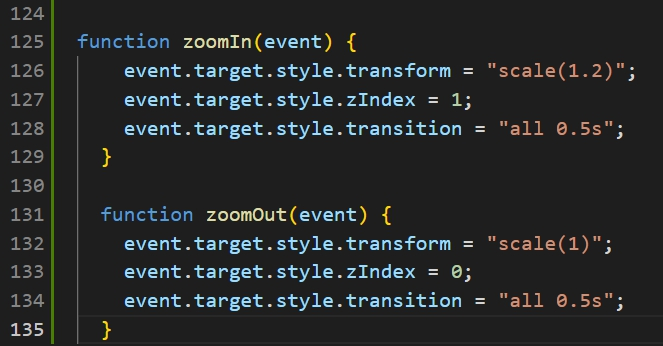 124
125 function zoomIn(event) {
126 event.target.style.transform = "scale(1.2)";
127 event.target.style.zIndex = 1;
128 event.target.style.transition = "all 0.5s";
129 }
130
131 function zoomOut(event) {
132 event.target.style.transform = "scale(1)";
133 event.target.style.zIndex = 0;
134 event.target.style.transition = "all 0.5s";
135 }